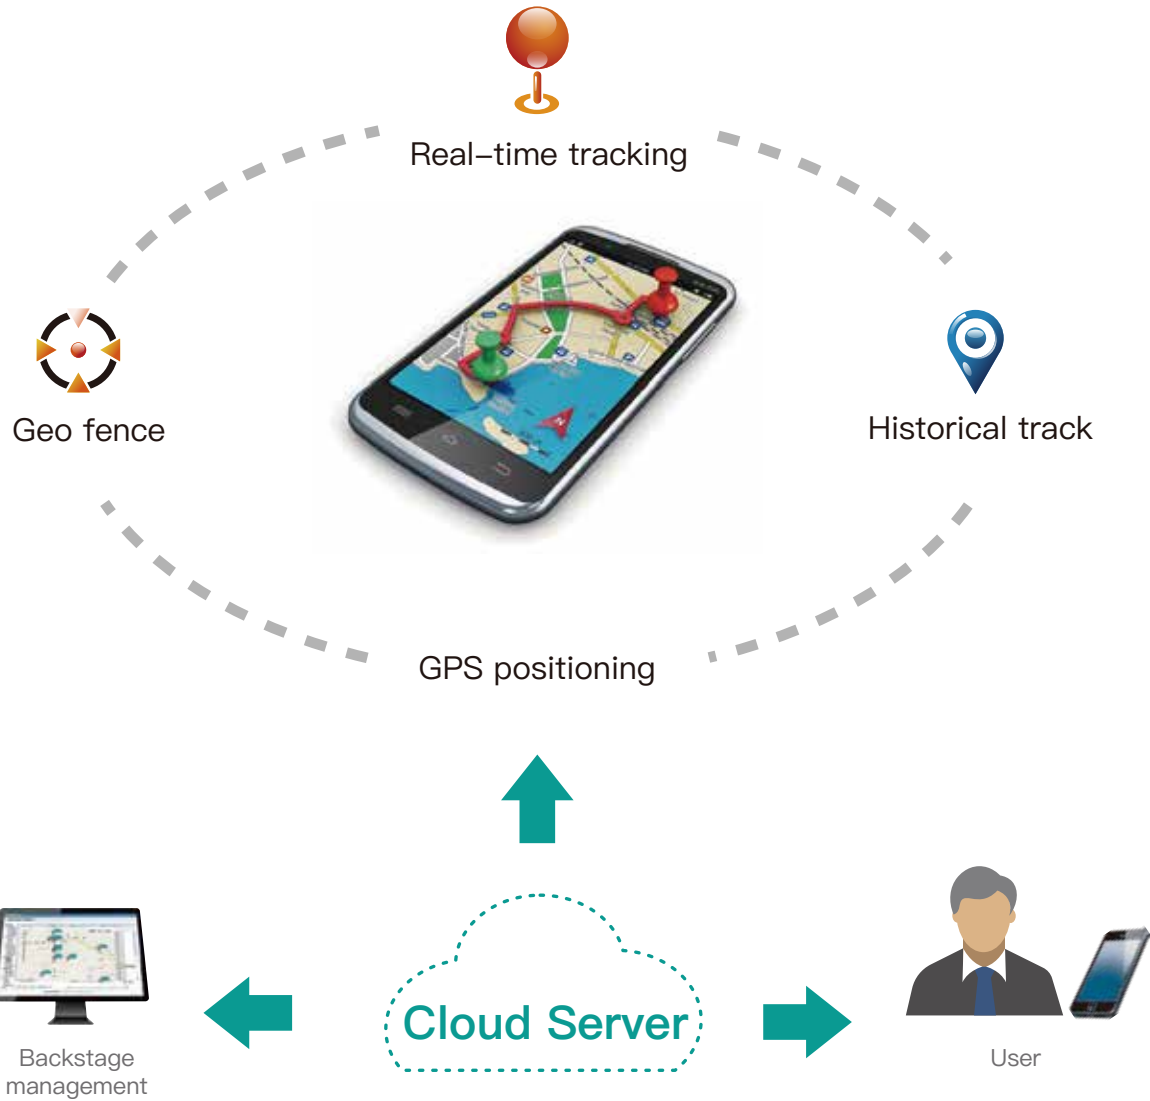 Real-time tracking
Geo fence
Historical track
GPS positioning
Cloud Server
Backstage
management
User